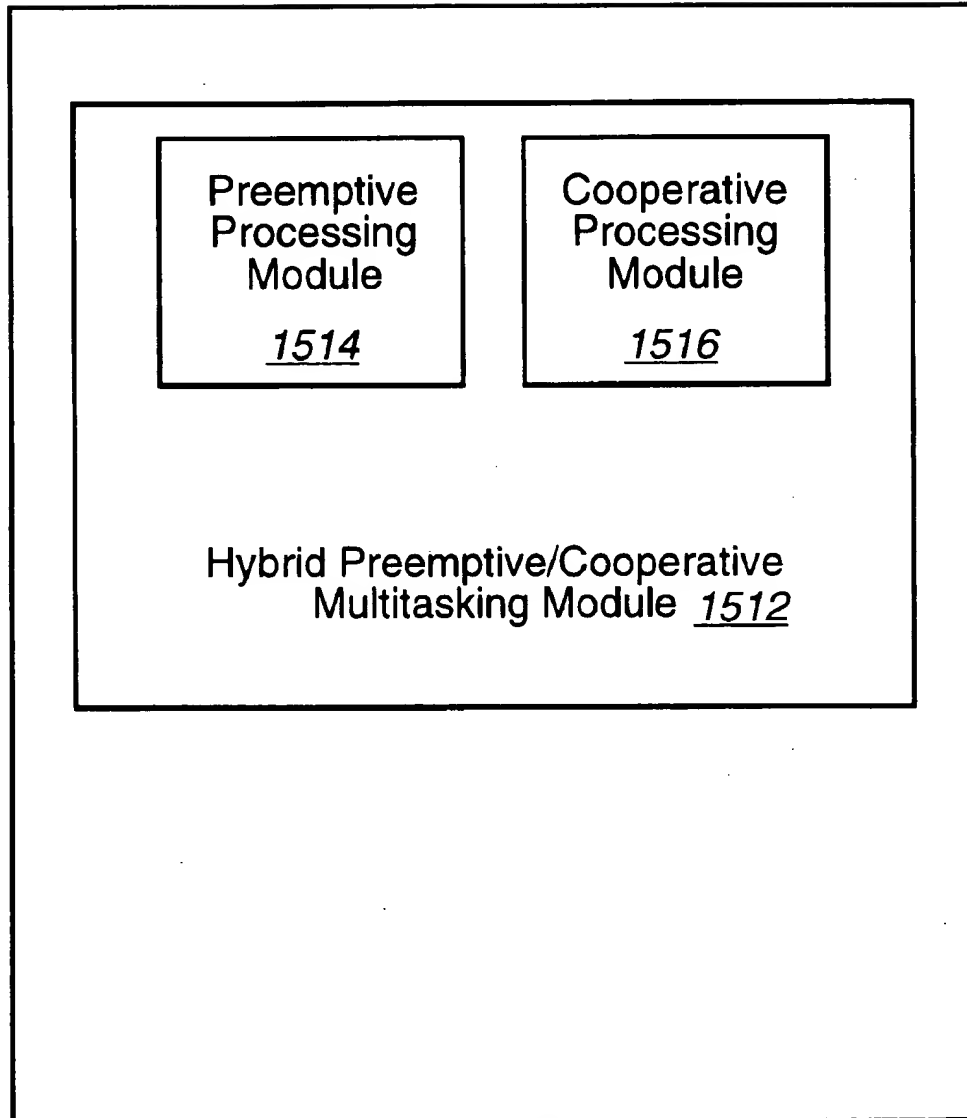 Preemptive
Processing
Module
1514
Cooperative
Processing
Module
1516
Hybrid Preemptive/Cooperative
Multitasking Module 1512